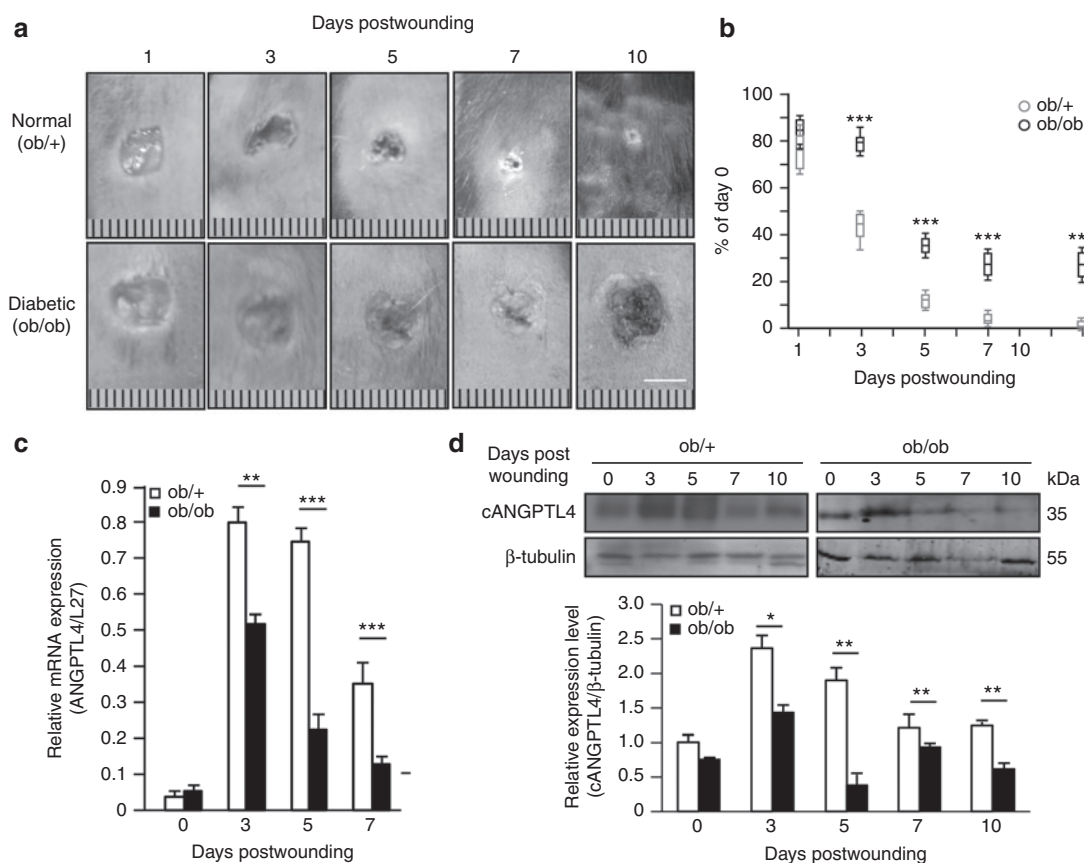 a
Days postwounding
1 3 5 7 10
Normal
(ob/+)
Diabetic
(ob/ob)
b
100
80
60
40
20
0
% of day 0
ob/+
ob/ob
***
***
***
**
1 3 5 7 10
Days postwounding
c
0.9
0.8
0.7
0.6
0.5
0.4
0.3
0.2
0.1
0
Relative mRNA expression
(ANGPTL4/L27)
ob/+
ob/ob
**
***
***
0 3 5 7
Days postwounding
d
Days post
wounding
ob/+ ob/ob
0 3 5 7 10 0 3 5 7 10 kDa
cANGPTL4 35
β-tubulin 55
3.0
2.5
2.0
1.5
1.0
0.5
0
Relative expression level
(cANGPTL4/β-tubulin)
ob/+
ob/ob
*
**
**
**
0 3 5 7 10
Days postwounding